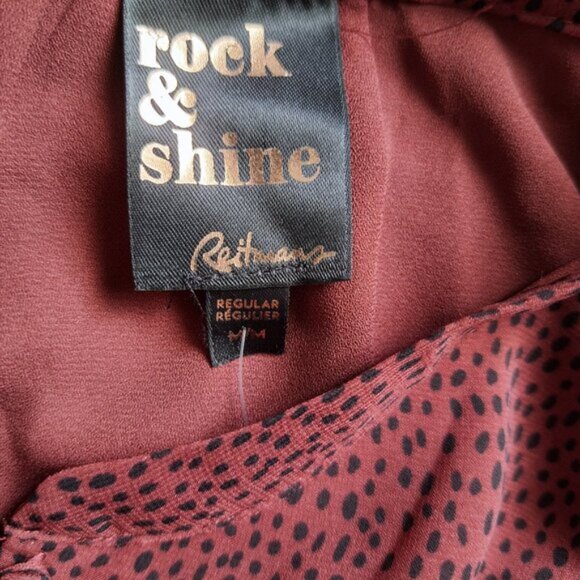 rock
&
shine
Reitmans
REGULAR
RÉGULIER
M/M